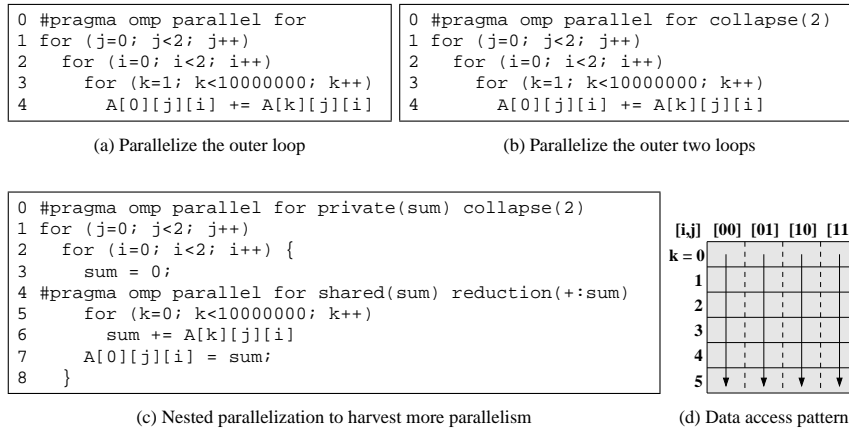 0 #pragma omp parallel for
1 for (j=0; j<2; j++)
2   for (i=0; i<2; i++)
3     for (k=1; k<10000000; k++)
4       A[0][j][i] += A[k][j][i]
(a) Parallelize the outer loop
0 #pragma omp parallel for collapse(2)
1 for (j=0; j<2; j++)
2   for (i=0; i<2; i++)
3     for (k=1; k<10000000; k++)
4       A[0][j][i] += A[k][j][i]
(b) Parallelize the outer two loops
0 #pragma omp parallel for private(sum) collapse(2)
1 for (j=0; j<2; j++)
2   for (i=0; i<2; i++) {
3     sum = 0;
4 #pragma omp parallel for shared(sum) reduction(+:sum)
5     for (k=0; k<10000000; k++)
6       sum += A[k][j][i]
7     A[0][j][i] = sum;
8   }
(c) Nested parallelization to harvest more parallelism
[i,j] [00] [01] [10] [11
k = 0
1
2
3
4
5
(d) Data access pattern